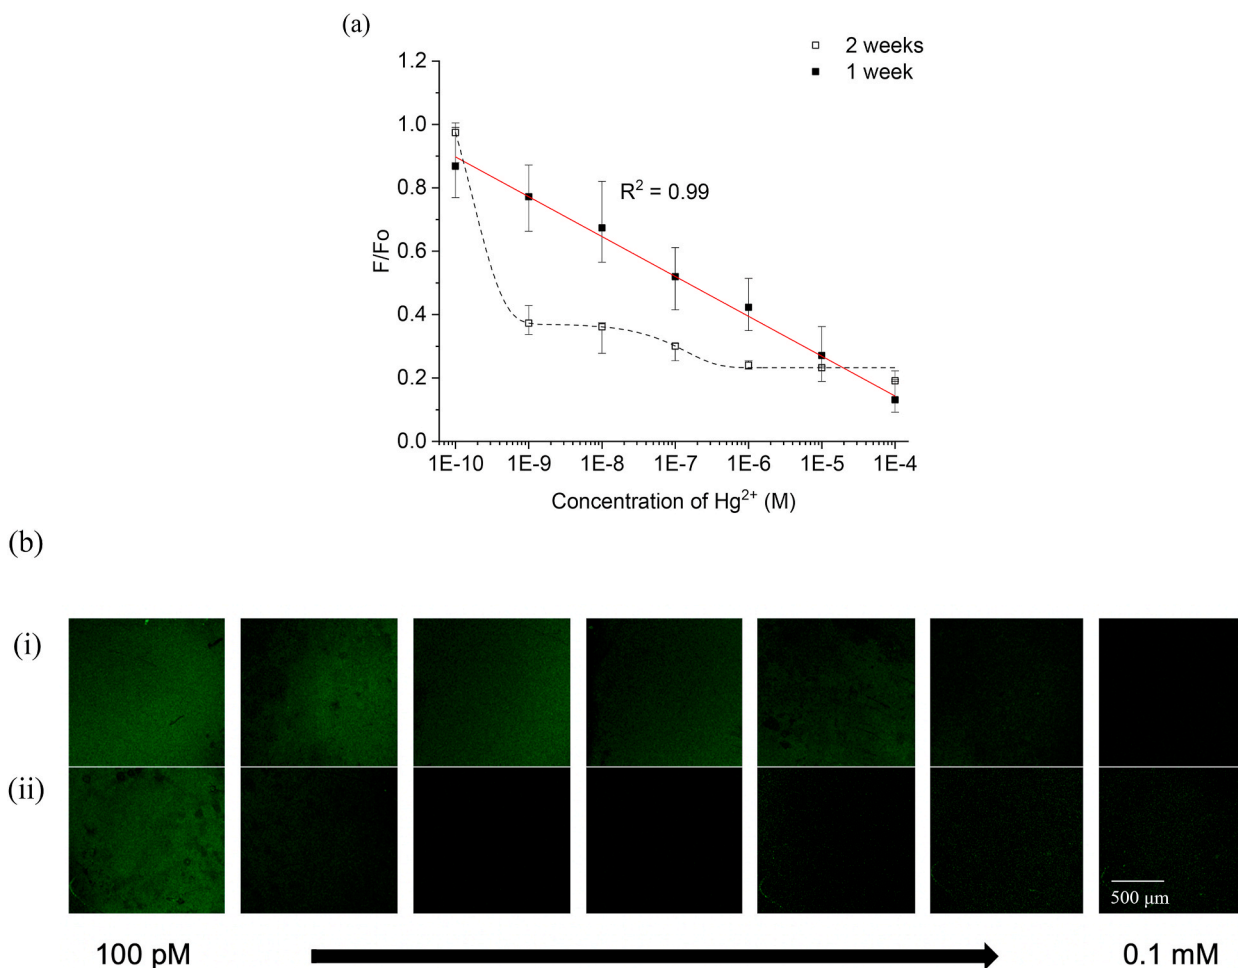 (a)
2 weeks
1 week
1.2
1.0
0.8
0.6
0.4
0.2
0.0
F/Fo
R² = 0.99
1E-10 1E-9 1E-8 1E-7 1E-6 1E-5 1E-4
Concentration of Hg²⁺ (M)
(b)
(i)
(ii)
500 μm
100 pM 0.1 mM